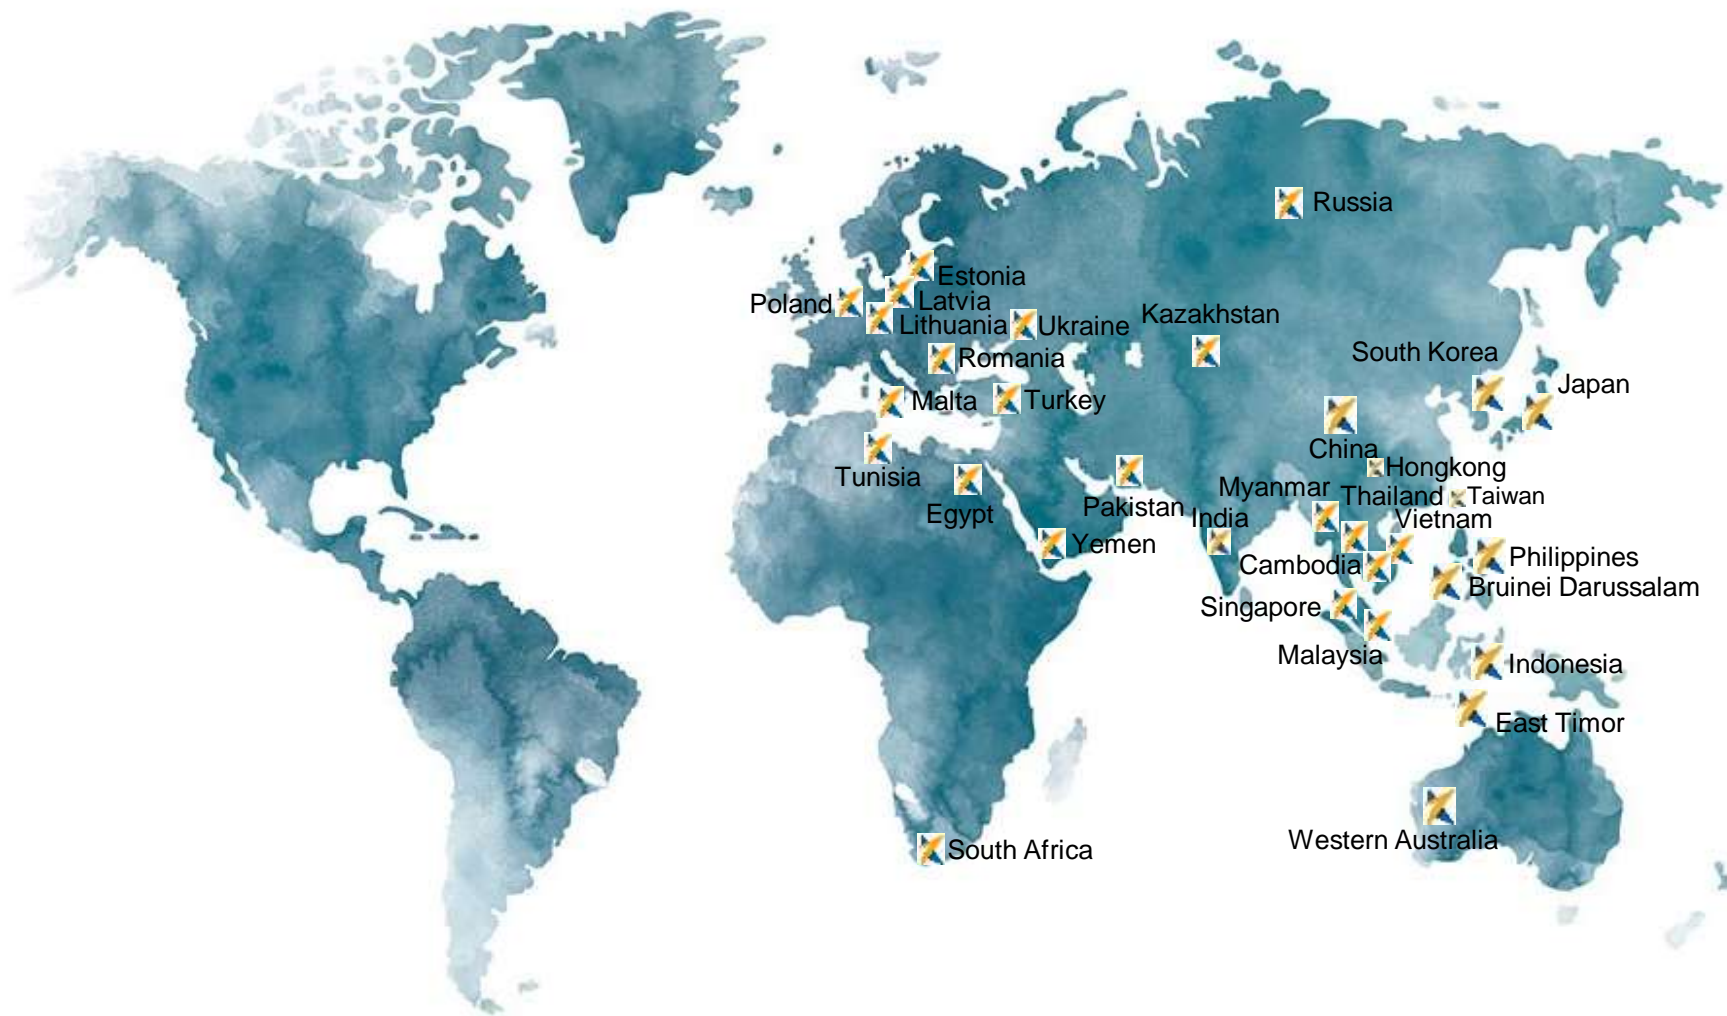 Russia
Estonia
Poland
Latvia
Lithuania
Ukraine
Kazakhstan
Romania
South Korea
Malta
Turkey
Japan
China
Tunisia
Hongkong
Egypt
Pakistan
Myanmar
Thailand
Taiwan
India
Vietnam
Yemen
Cambodia
Philippines
Bruinei Darussalam
Singapore
Malaysia
Indonesia
East Timor
Western Australia
South Africa